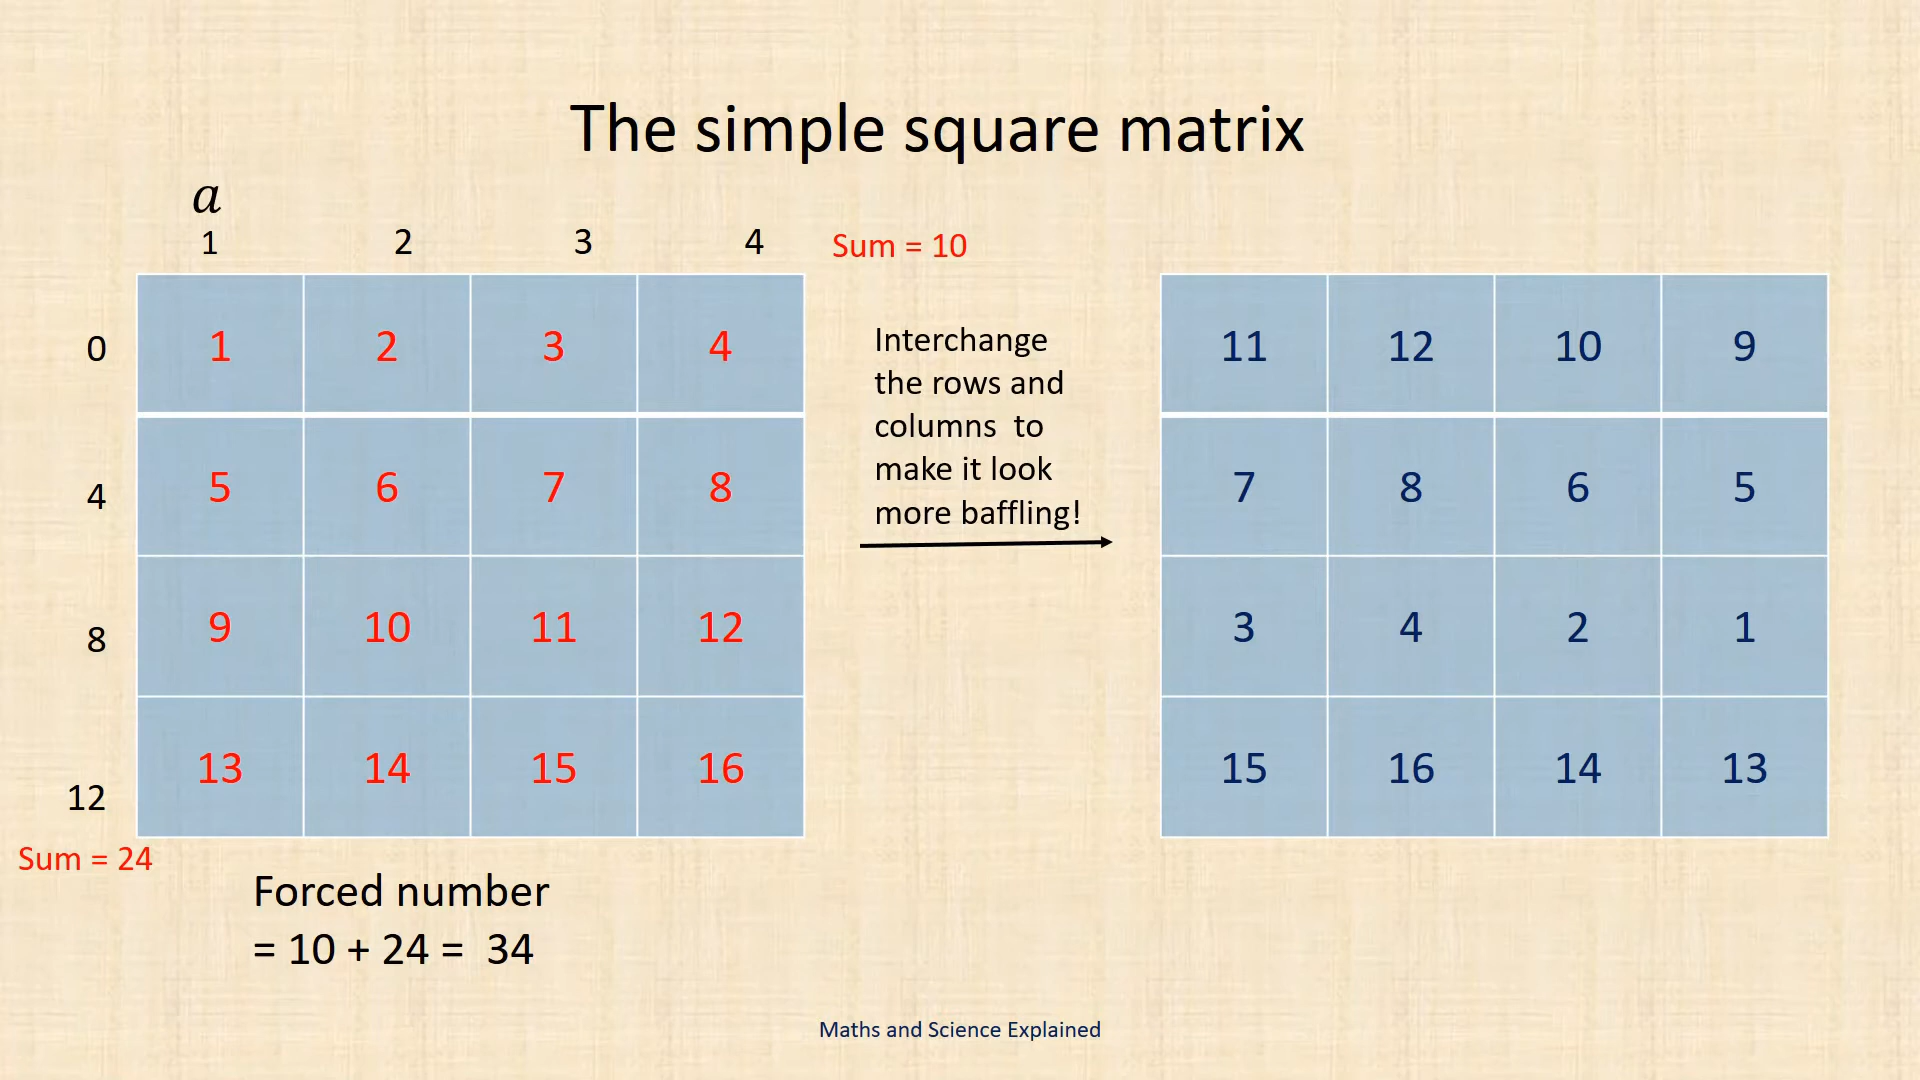 The simple square matrix
a
1 2 3 4 Sum = 10
0 1 2 3 4
4 5 6 7 8
8 9 10 11 12
12 13 14 15 16
Sum = 24
Forced number
= 10 + 24 = 34
Interchange
the rows and
columns to
make it look
more baffling!
11 12 10 9
7 8 6 5
3 4 2 1
15 16 14 13
Maths and Science Explained